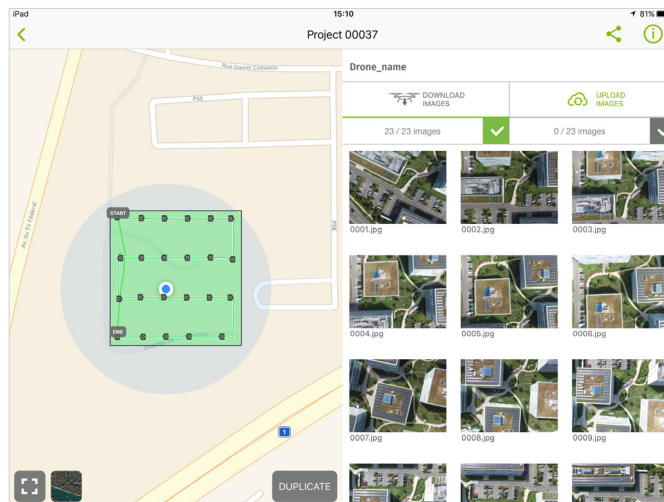 iPad 15:10 81%
Project 00037
Drone_name
DOWNLOAD
IMAGES
UPLOAD
IMAGES
23 / 23 images
0 / 23 images
0001.jpg
0002.jpg
0003.jpg
0004.jpg
0005.jpg
0006.jpg
0007.jpg
0008.jpg
0009.jpg
Rue Daniel Colladon
PSE
PSE
Av. du Tir Fédéral
START
END
1
DUPLICATE